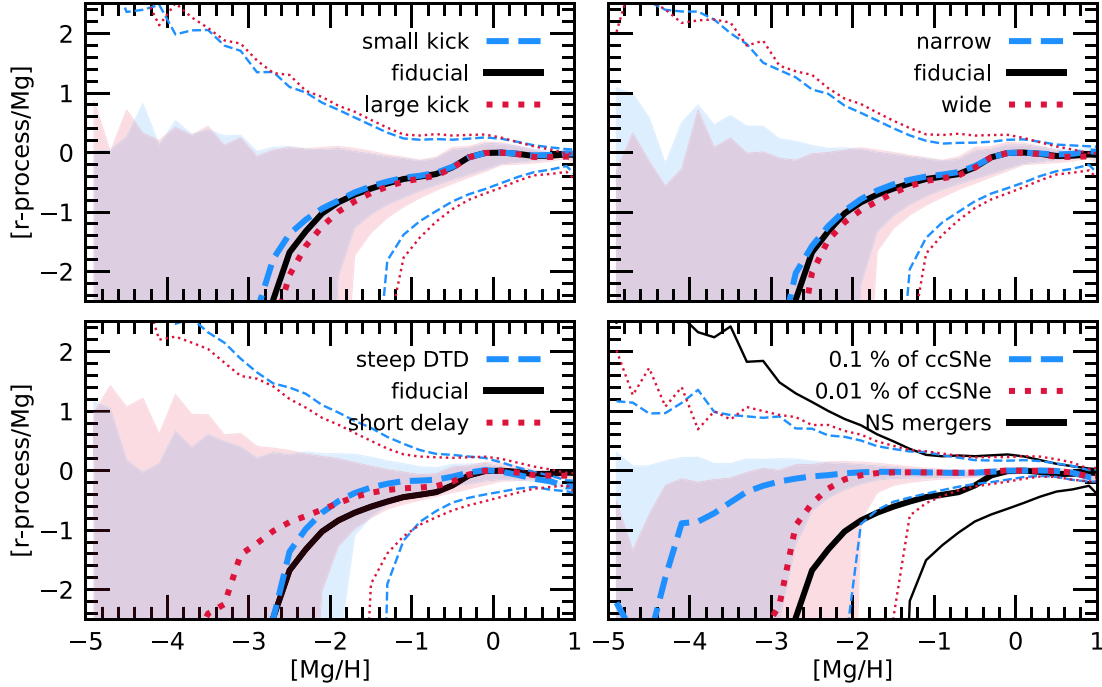 2
1
0
−1
−2
[r-process/Mg]
small kick
fiducial
large kick
narrow
fiducial
wide
2
1
0
−1
−2
[r-process/Mg]
steep DTD
fiducial
short delay
0.1 % of ccSNe
0.01 % of ccSNe
NS mergers
−5 −4 −3 −2 −1 0 1
[Mg/H]
−5 −4 −3 −2 −1 0 1
[Mg/H]